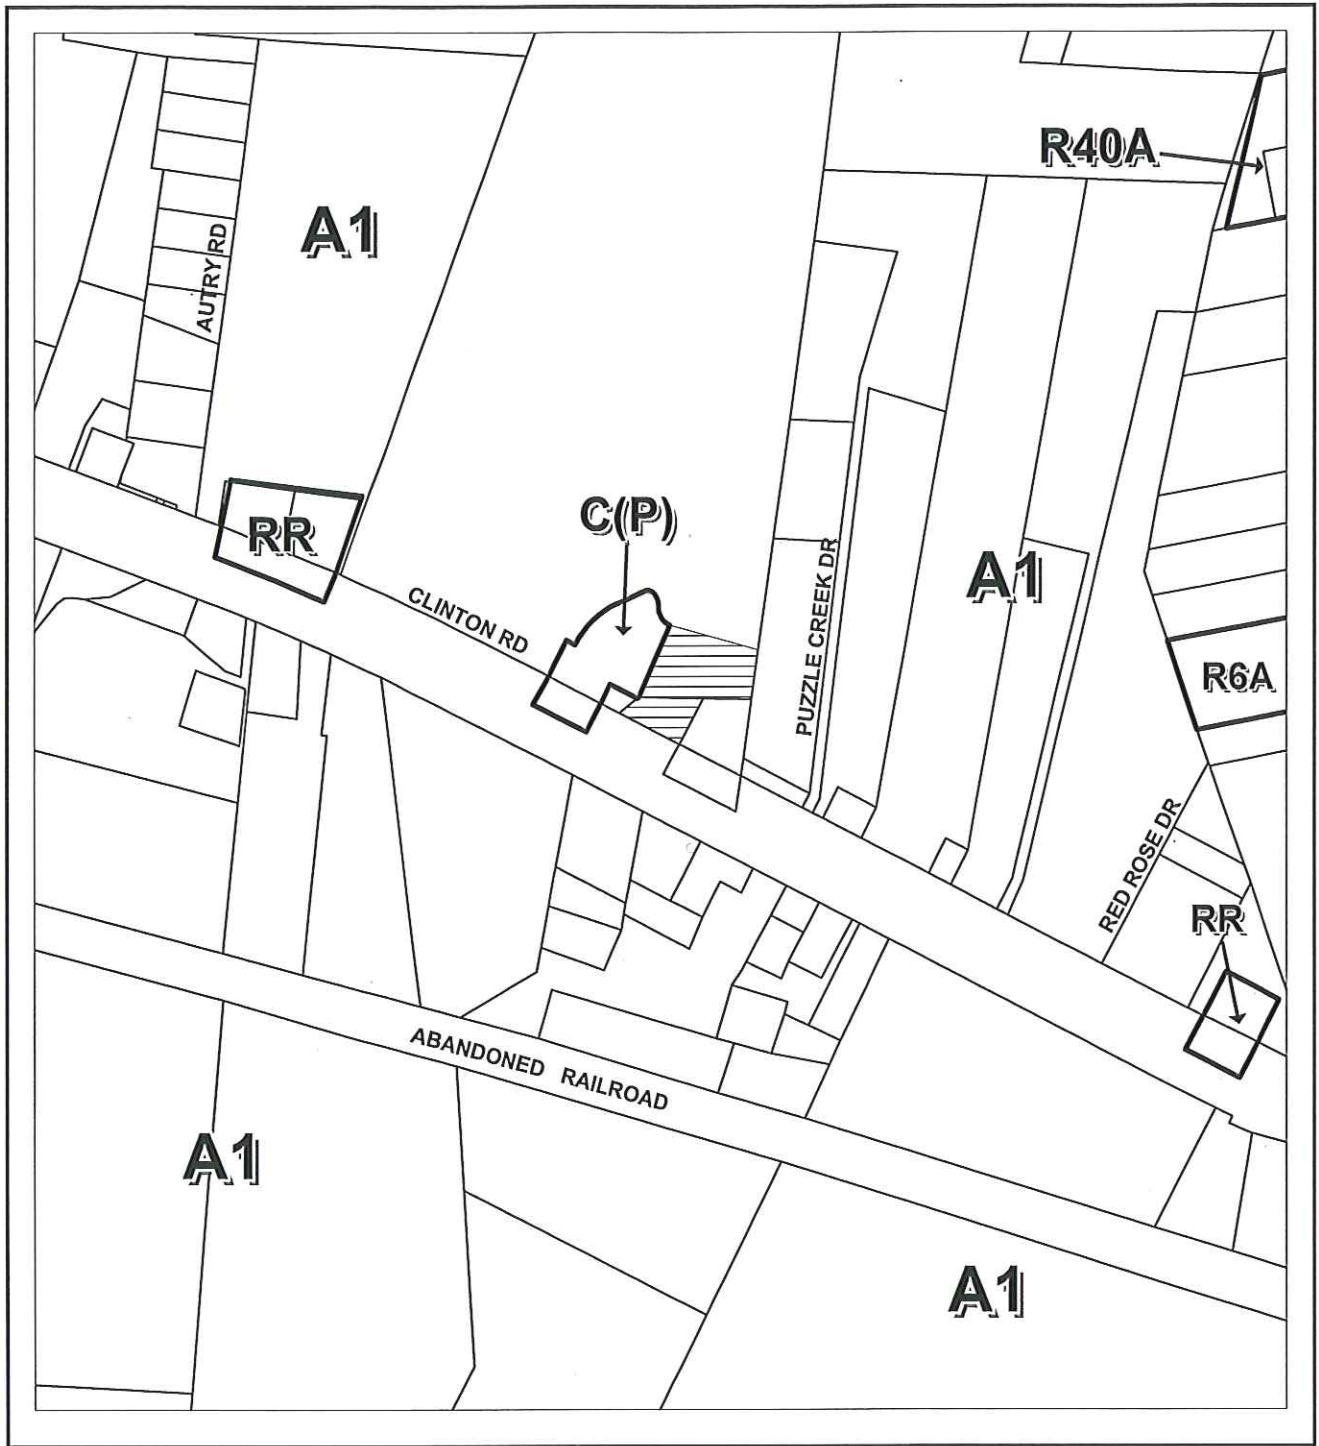 R40A
A1
AUTRY RD
RR
C(P)
A1
CLINTON RD
PUZZLE CREEK DR
R6A
RED ROSE DR
RR
ABANDONED RAILROAD
A1
A1